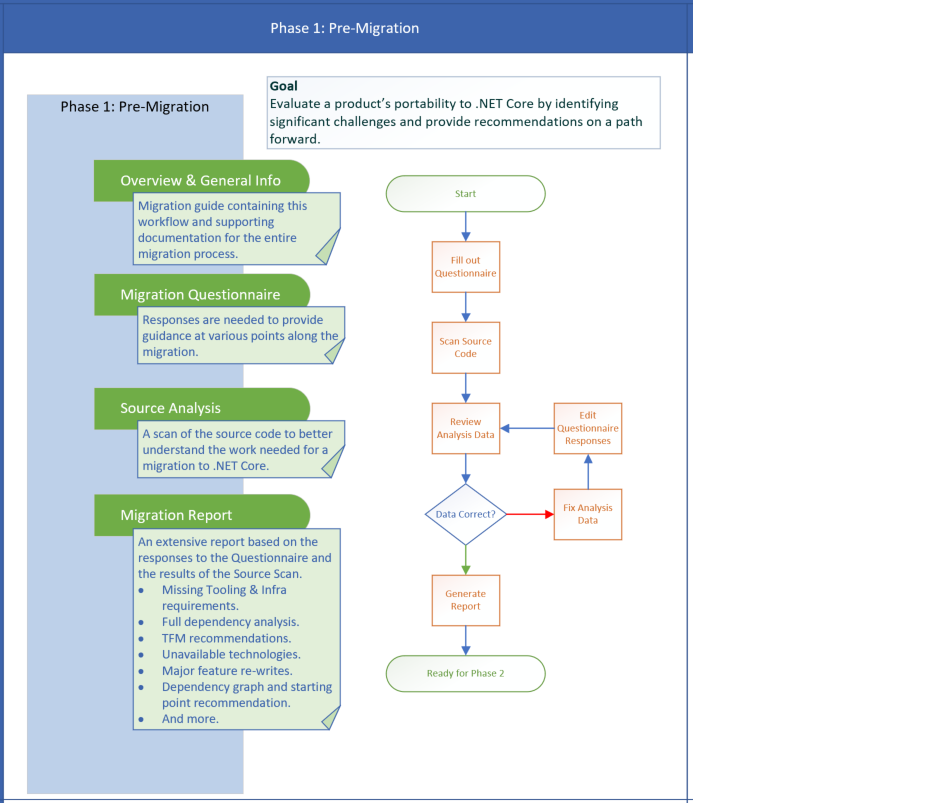 Phase 1: Pre-Migration
Phase 1: Pre-Migration
Goal
Evaluate a product's portability to .NET Core by identifying
significant challenges and provide recommendations on a path
forward.
Overview & General Info
Migration guide containing this
workflow and supporting
documentation for the entire
migration process.
Migration Questionnaire
Responses are needed to provide
guidance at various points along the
migration.
Source Analysis
A scan of the source code to better
understand the work needed for a
migration to .NET Core.
Migration Report
An extensive report based on the
responses to the Questionnaire and
the results of the Source Scan.
• Missing Tooling & Infra
requirements.
• Full dependency analysis.
• TFM recommendations.
• Unavailable technologies.
• Major feature re-writes.
• Dependency graph and starting
point recommendation.
• And more.
Start
Fill out
Questionnaire
Scan Source
Code
Review
Analysis Data
Edit
Questionnaire
Responses
Data Correct?
Fix Analysis
Data
Generate
Report
Ready for Phase 2